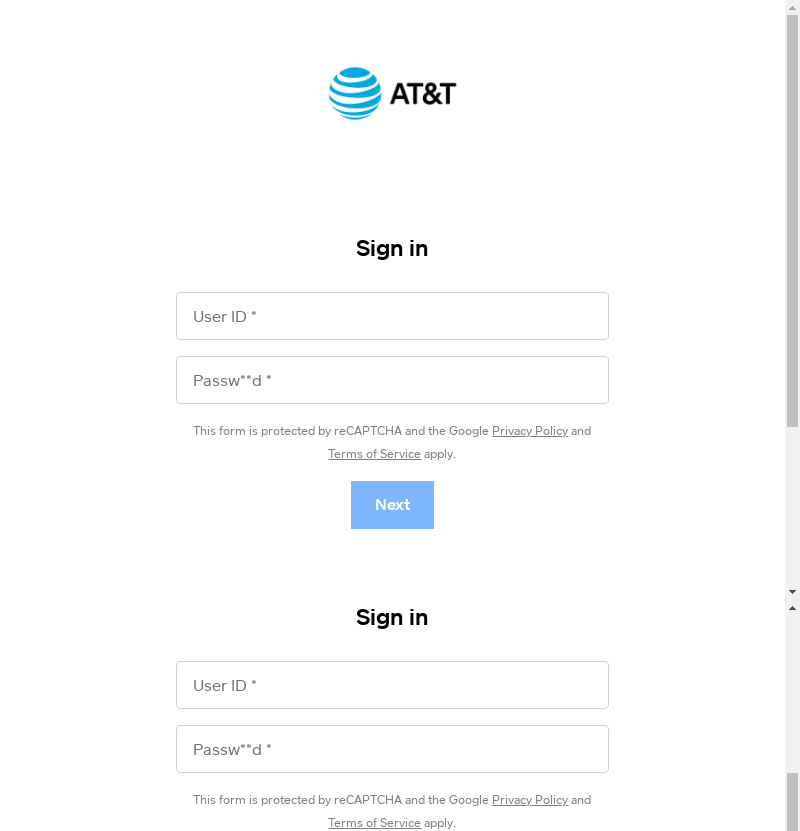 AT&T
Sign in
User ID *
Passw**d *
This form is protected by reCAPTCHA and the Google Privacy Policy and
Terms of Service apply.
Next
Sign in
User ID *
Passw**d *
This form is protected by reCAPTCHA and the Google Privacy Policy and
Terms of Service apply.